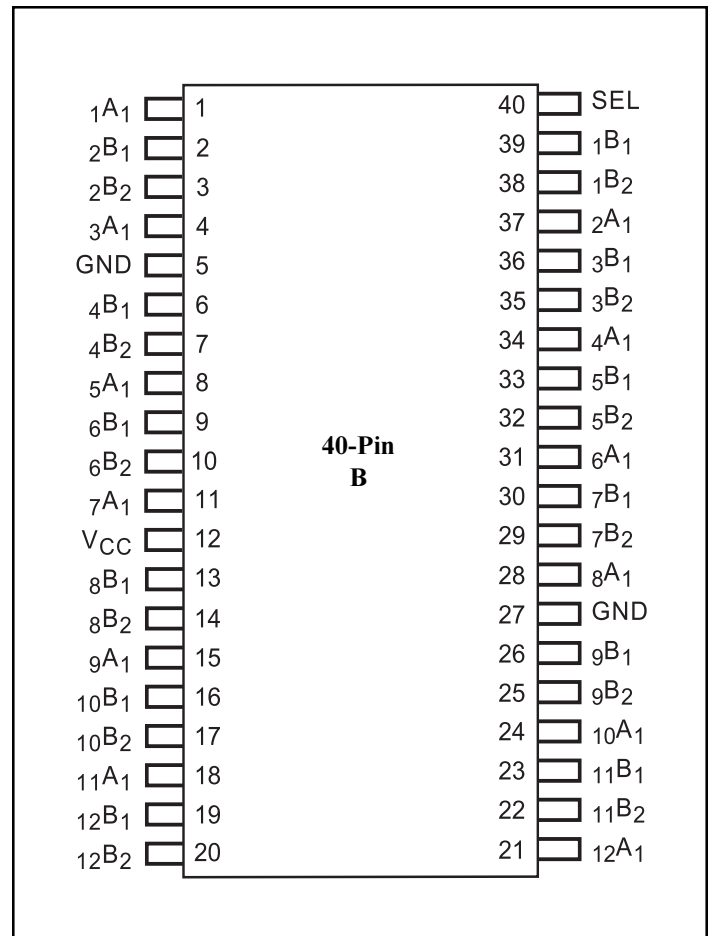 ₁A₁ 1 40 SEL
₂B₁ 2 39 ₁B₁
₂B₂ 3 38 ₁B₂
₃A₁ 4 37 ₂A₁
GND 5 36 ₃B₁
₄B₁ 6 35 ₃B₂
₄B₂ 7 34 ₄A₁
₅A₁ 8 33 ₅B₁
₆B₁ 9 32 ₅B₂
₆B₂ 10 31 ₆A₁
40-Pin
B
₇A₁ 11 30 ₇B₁
VCC 12 29 ₇B₂
₈B₁ 13 28 ₈A₁
₈B₂ 14 27 GND
₉A₁ 15 26 ₉B₁
₁₀B₁ 16 25 ₉B₂
₁₀B₂ 17 24 ₁₀A₁
₁₁A₁ 18 23 ₁₁B₁
₁₂B₁ 19 22 ₁₁B₂
₁₂B₂ 20 21 ₁₂A₁